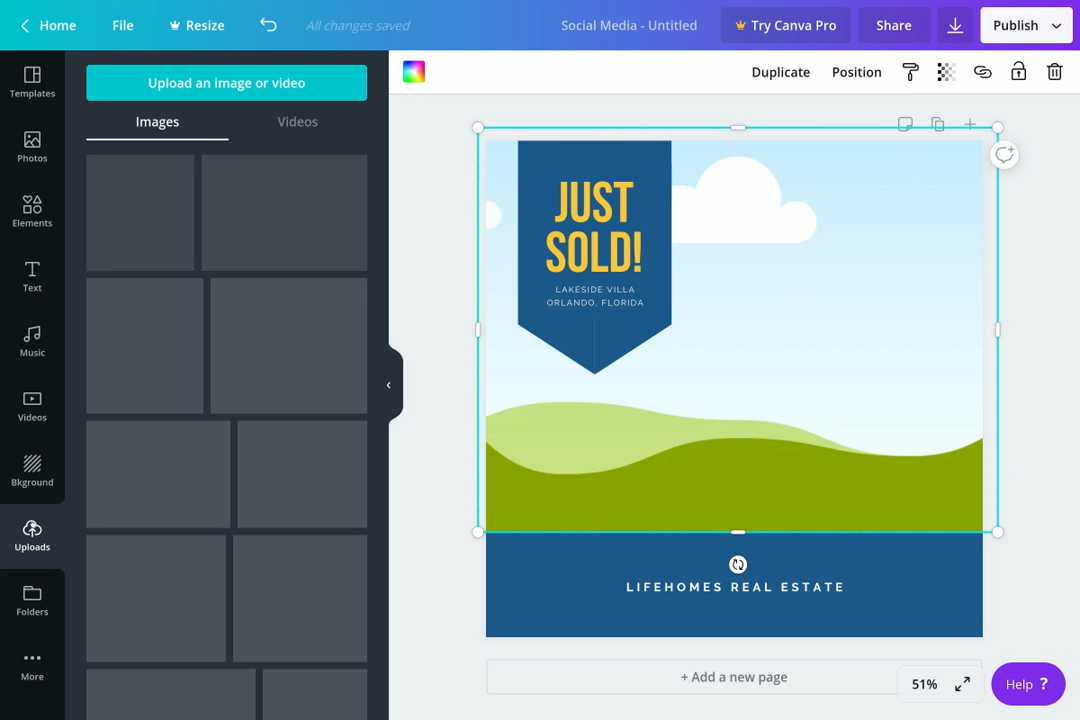 Home
File
Resize
All changes saved
Social Media - Untitled
Try Canva Pro
Share
Publish
Templates
Photos
Elements
Text
Music
Videos
Bkground
Uploads
Folders
More
Upload an image or video
Images
Videos
Duplicate
Position
JUST
SOLD!
LAKESIDE VILLA
ORLANDO, FLORIDA
LIFEHOMES REAL ESTATE
+ Add a new page
51%
Help ?